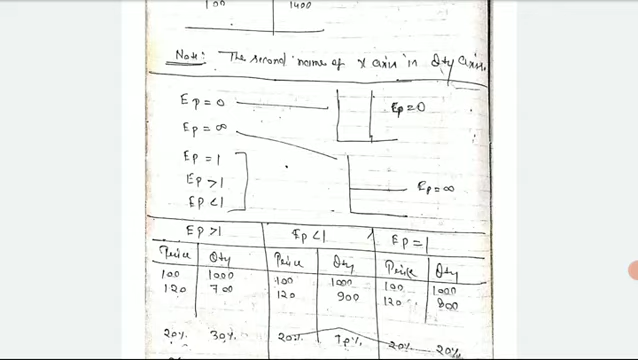 100 1400
Note: The second name of x axis is Qty axis.
Ep = 0 Ep = 0
Ep = ∞
Ep = 1
Ep > 1 Ep = ∞
Ep < 1
Ep > 1 Ep < 1 Ep = 1
Price Qty Price Qty Price Qty
100 1000 100 1000 100 1000
120 700 120 900 120 800
20% 30% 20% 10% 20% 20%